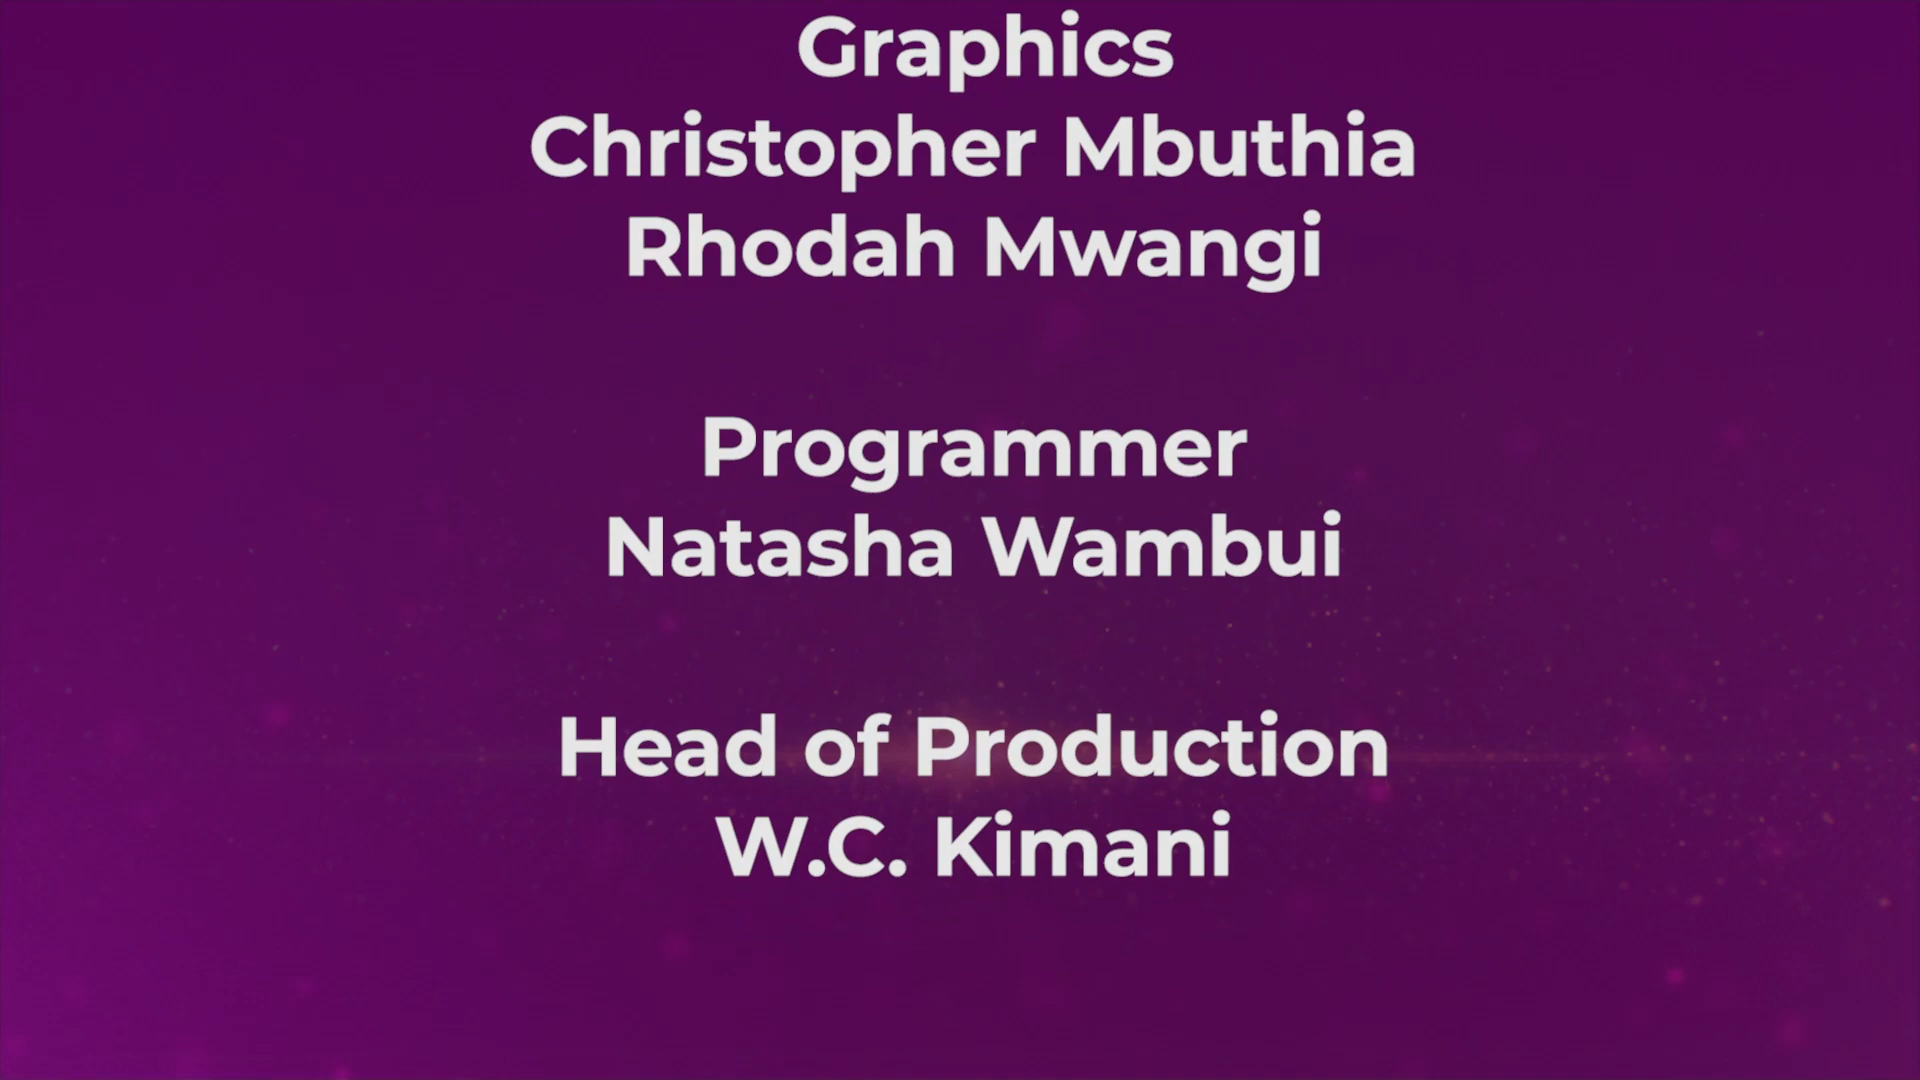 Graphics
Christopher Mbuthia
Rhodah Mwangi
Programmer
Natasha Wambui
Head of Production
W.C. Kimani